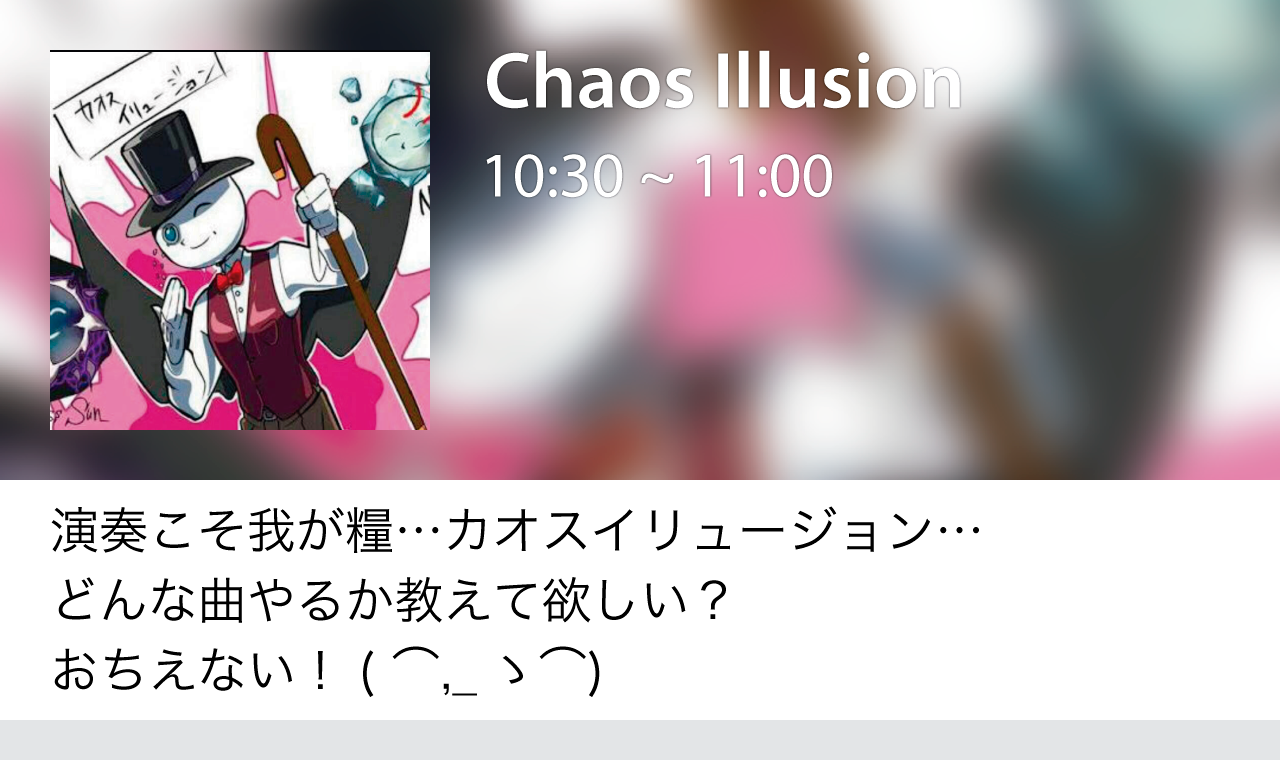 Chaos Illusion
10:30 ~ 11:00
カオス
イリュージョン
Sun
演奏こそ我が糧…カオスイリュージョン…
どんな曲やるか教えて欲しい？
おちえない！ ( ⌒,_ ゝ⌒)